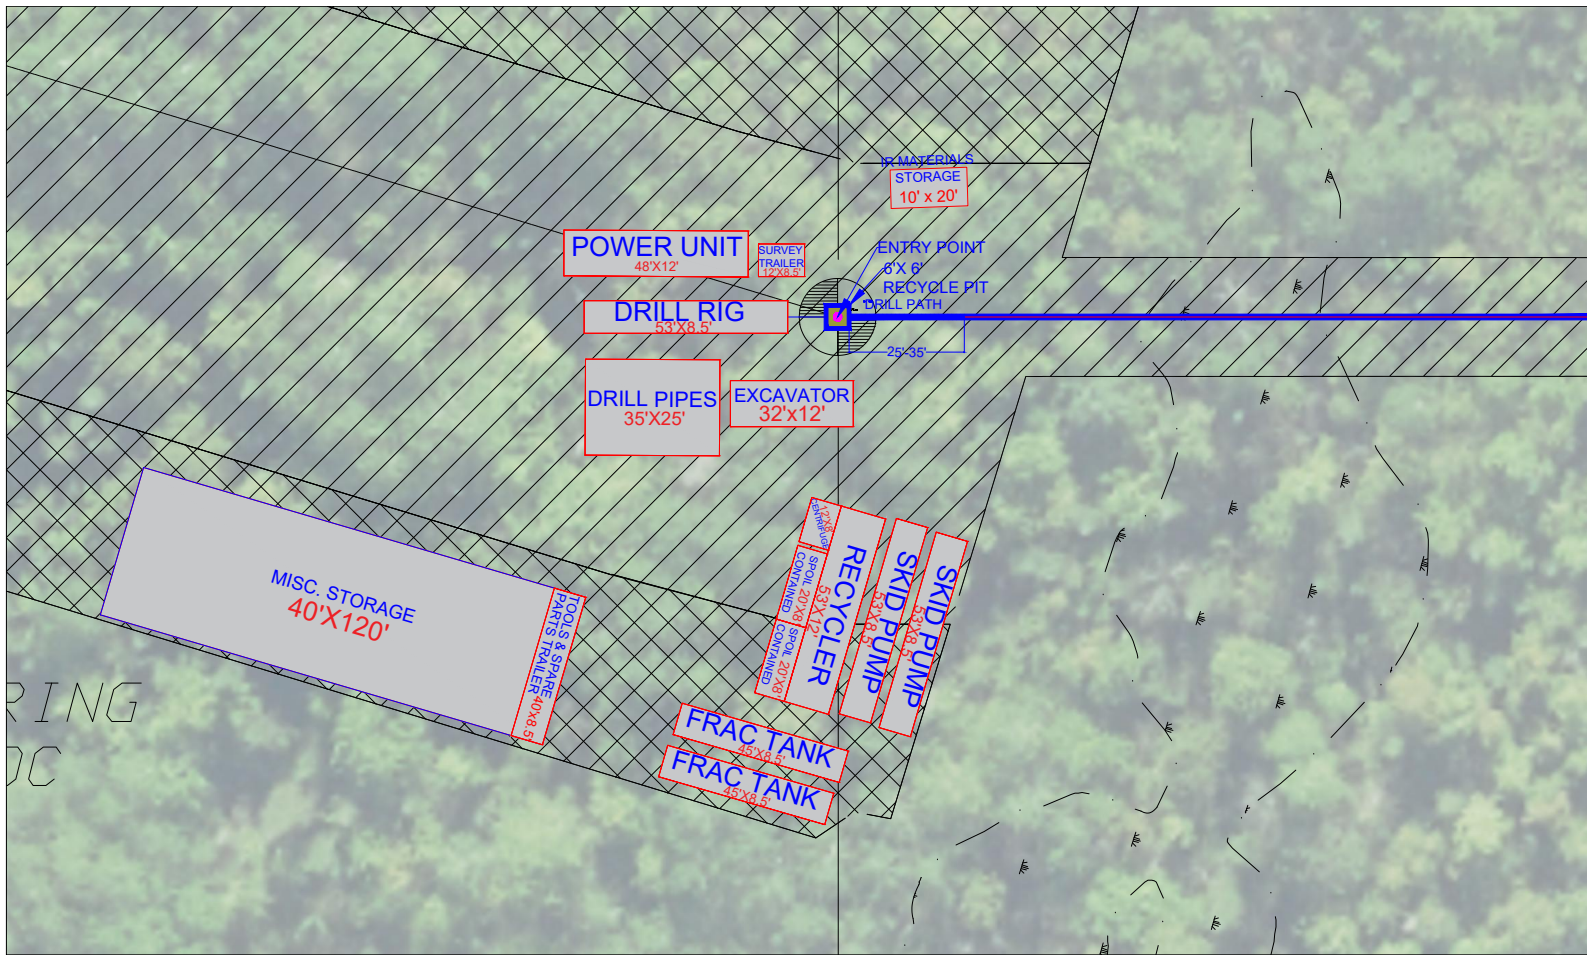 IR MATERIALS
STORAGE
10' x 20'
POWER UNIT
48'X12'
SURVEY
TRAILER
12'X8.5'
ENTRY POINT
6'X 6'
RECYCLE PIT
DRILL PATH
DRILL RIG
53'X8.5'
25'-35'
DRILL PIPES
35'X25'
EXCAVATOR
32'x12'
MISC. STORAGE
40'X120'
TOOLS & SPARE
PARTS TRAILER
40'x8.5'
12'X8'
CENTRIFUGE
SPOIL 20'X8'
CONTAINED
SPOIL 20'X8'
CONTAINED
RECYCLER
53'X12'
SKID PUMP
53'X8.5'
SKID PUMP
53'X8.5'
FRAC TANK
45'X8.5'
FRAC TANK
45'X8.5'
RING